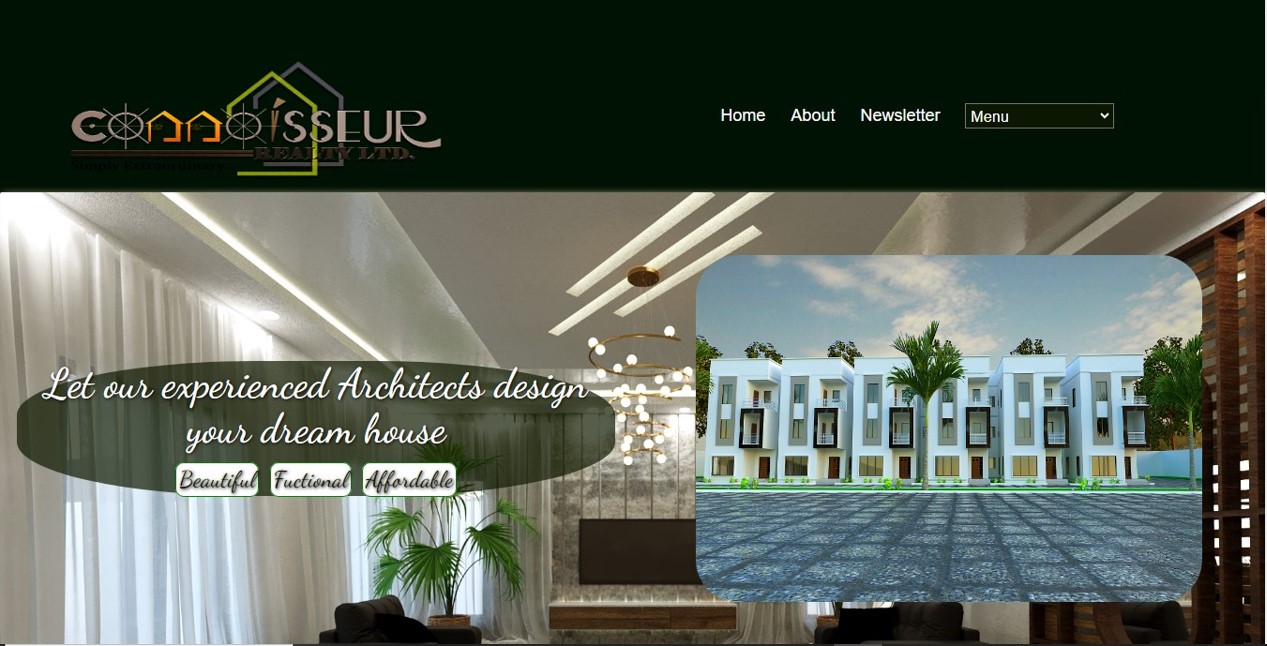 CONNOISSEUR
REALTY LTD.
Simply Extraordinary...
Home About Newsletter Menu
Let our experienced Architects design
your dream house
Beautiful Fuctional Affordable